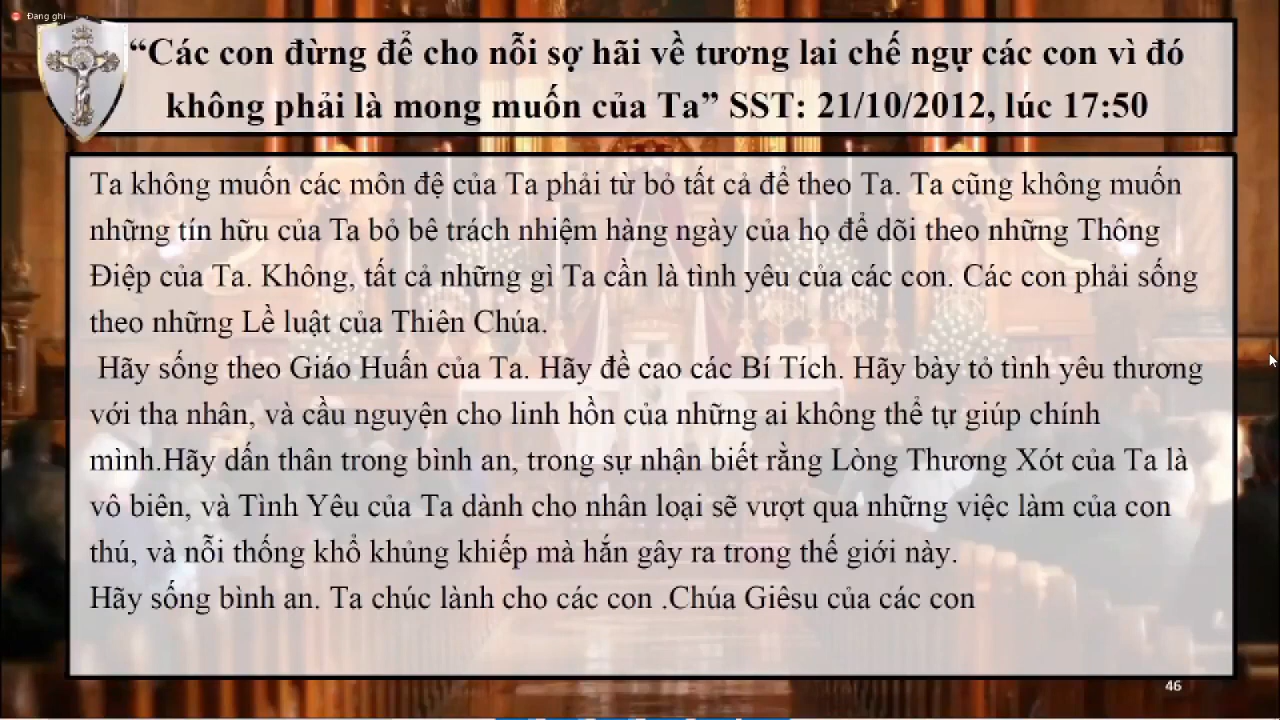 Đang ghi
“Các con đừng để cho nỗi sợ hãi về tương lai chế ngự các con vì đó
không phải là mong muốn của Ta” SST: 21/10/2012, lúc 17:50
Ta không muốn các môn đệ của Ta phải từ bỏ tất cả để theo Ta. Ta cũng không muốn
những tín hữu của Ta bỏ bê trách nhiệm hàng ngày của họ để dõi theo những Thông
Điệp của Ta. Không, tất cả những gì Ta cần là tình yêu của các con. Các con phải sống
theo những Lề luật của Thiên Chúa.
Hãy sống theo Giáo Huấn của Ta. Hãy đề cao các Bí Tích. Hãy bày tỏ tình yêu thương
với tha nhân, và cầu nguyện cho linh hồn của những ai không thể tự giúp chính
mình.Hãy dấn thân trong bình an, trong sự nhận biết rằng Lòng Thương Xót của Ta là
vô biên, và Tình Yêu của Ta dành cho nhân loại sẽ vượt qua những việc làm của con
thú, và nỗi thống khổ khủng khiếp mà hắn gây ra trong thế giới này.
Hãy sống bình an. Ta chúc lành cho các con .Chúa Giêsu của các con
46